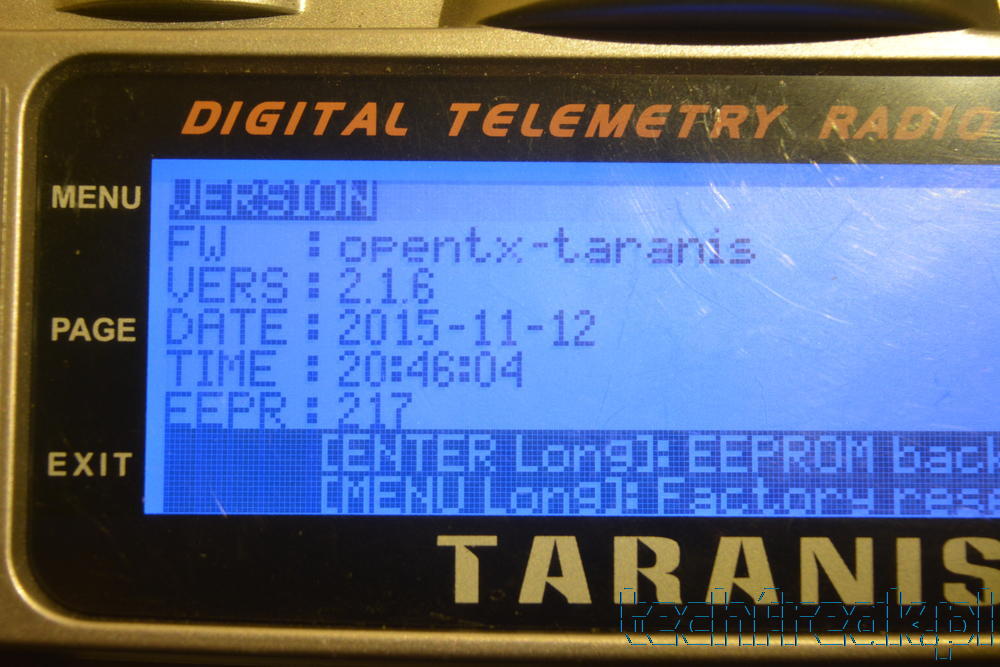 DIGITAL TELEMETRY RADIO
MENU
VERSION
FW : opentx-taranis
VERS : 2.1.6
PAGE
DATE : 2015-11-12
TIME : 20:46:04
EEPR : 217
EXIT
[ENTER Long]: EEPROM back
[MENU Long]: Factory rese
TARANIS
techfreak.pl